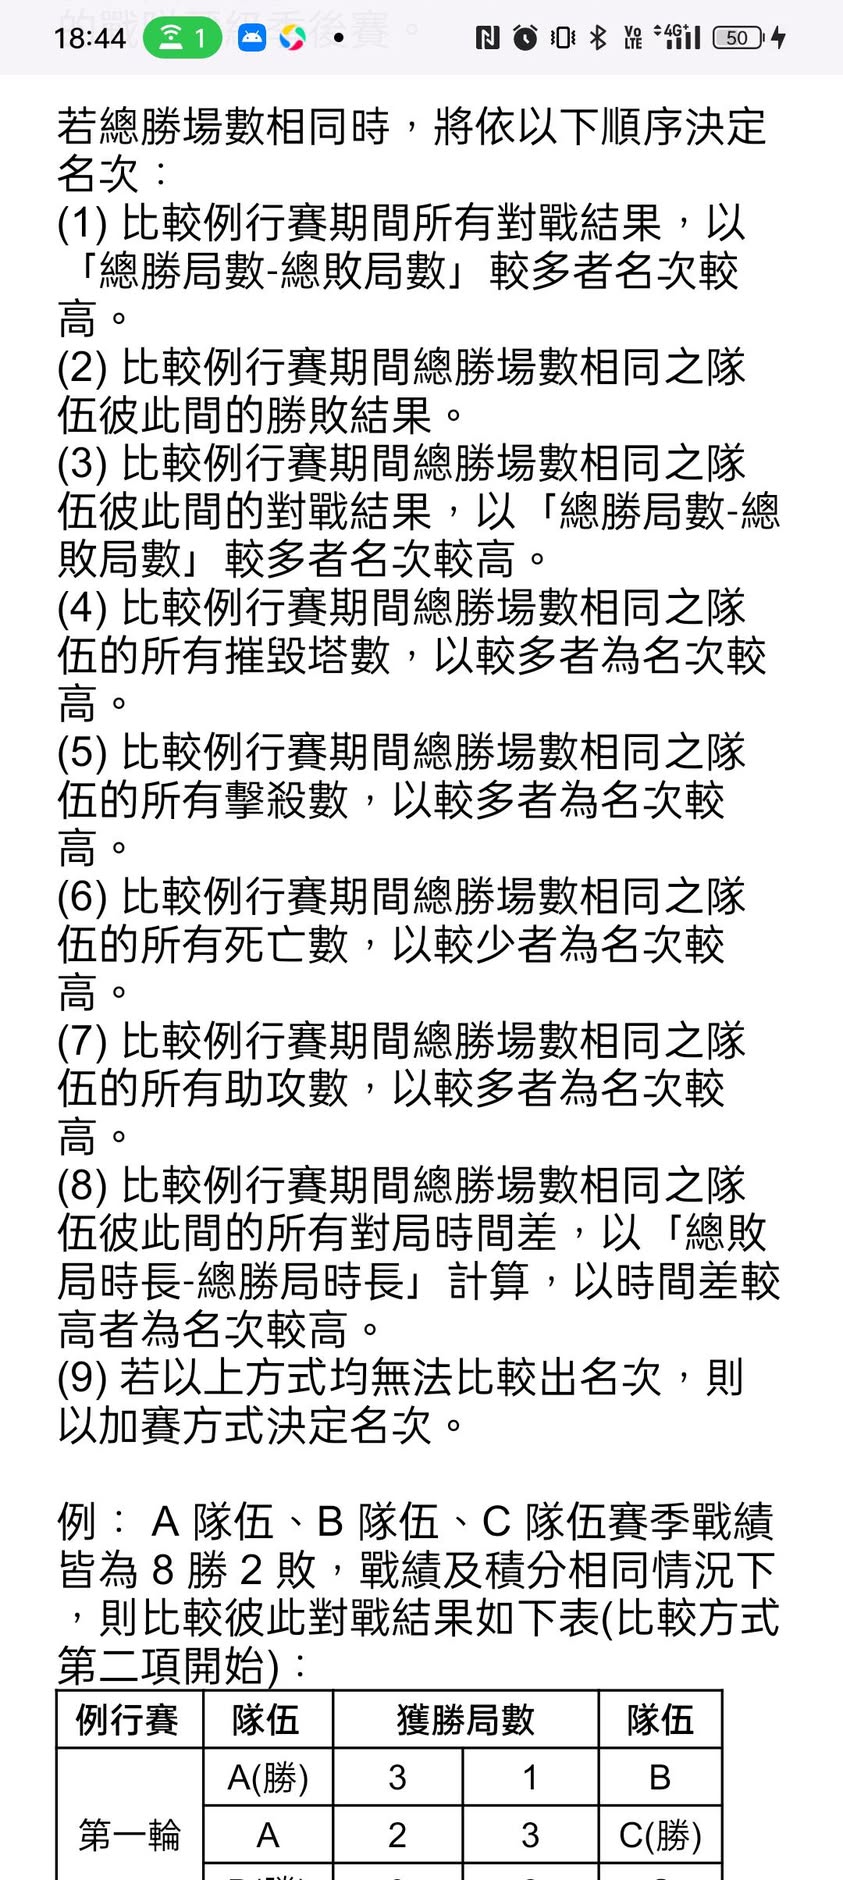 18:44 1 VoLTE 4G+ 50
若總勝場數相同時，將依以下順序決定
名次：
(1) 比較例行賽期間所有對戰結果，以
「總勝局數-總敗局數」較多者名次較
高。
(2) 比較例行賽期間總勝場數相同之隊
伍彼此間的勝敗結果。
(3) 比較例行賽期間總勝場數相同之隊
伍彼此間的對戰結果，以「總勝局數-總
敗局數」較多者名次較高。
(4) 比較例行賽期間總勝場數相同之隊
伍的所有摧毀塔數，以較多者為名次較
高。
(5) 比較例行賽期間總勝場數相同之隊
伍的所有擊殺數，以較多者為名次較
高。
(6) 比較例行賽期間總勝場數相同之隊
伍的所有死亡數，以較少者為名次較
高。
(7) 比較例行賽期間總勝場數相同之隊
伍的所有助攻數，以較多者為名次較
高。
(8) 比較例行賽期間總勝場數相同之隊
伍彼此間的所有對局時間差，以「總敗
局時長-總勝局時長」計算，以時間差較
高者為名次較高。
(9) 若以上方式均無法比較出名次，則
以加賽方式決定名次。
例： A 隊伍、B 隊伍、C 隊伍賽季戰績
皆為 8 勝 2 敗，戰績及積分相同情況下
，則比較彼此對戰結果如下表(比較方式
第二項開始)：
例行賽 隊伍 獲勝局數 隊伍
A(勝) 3 1 B
第一輪 A 2 3 C(勝)